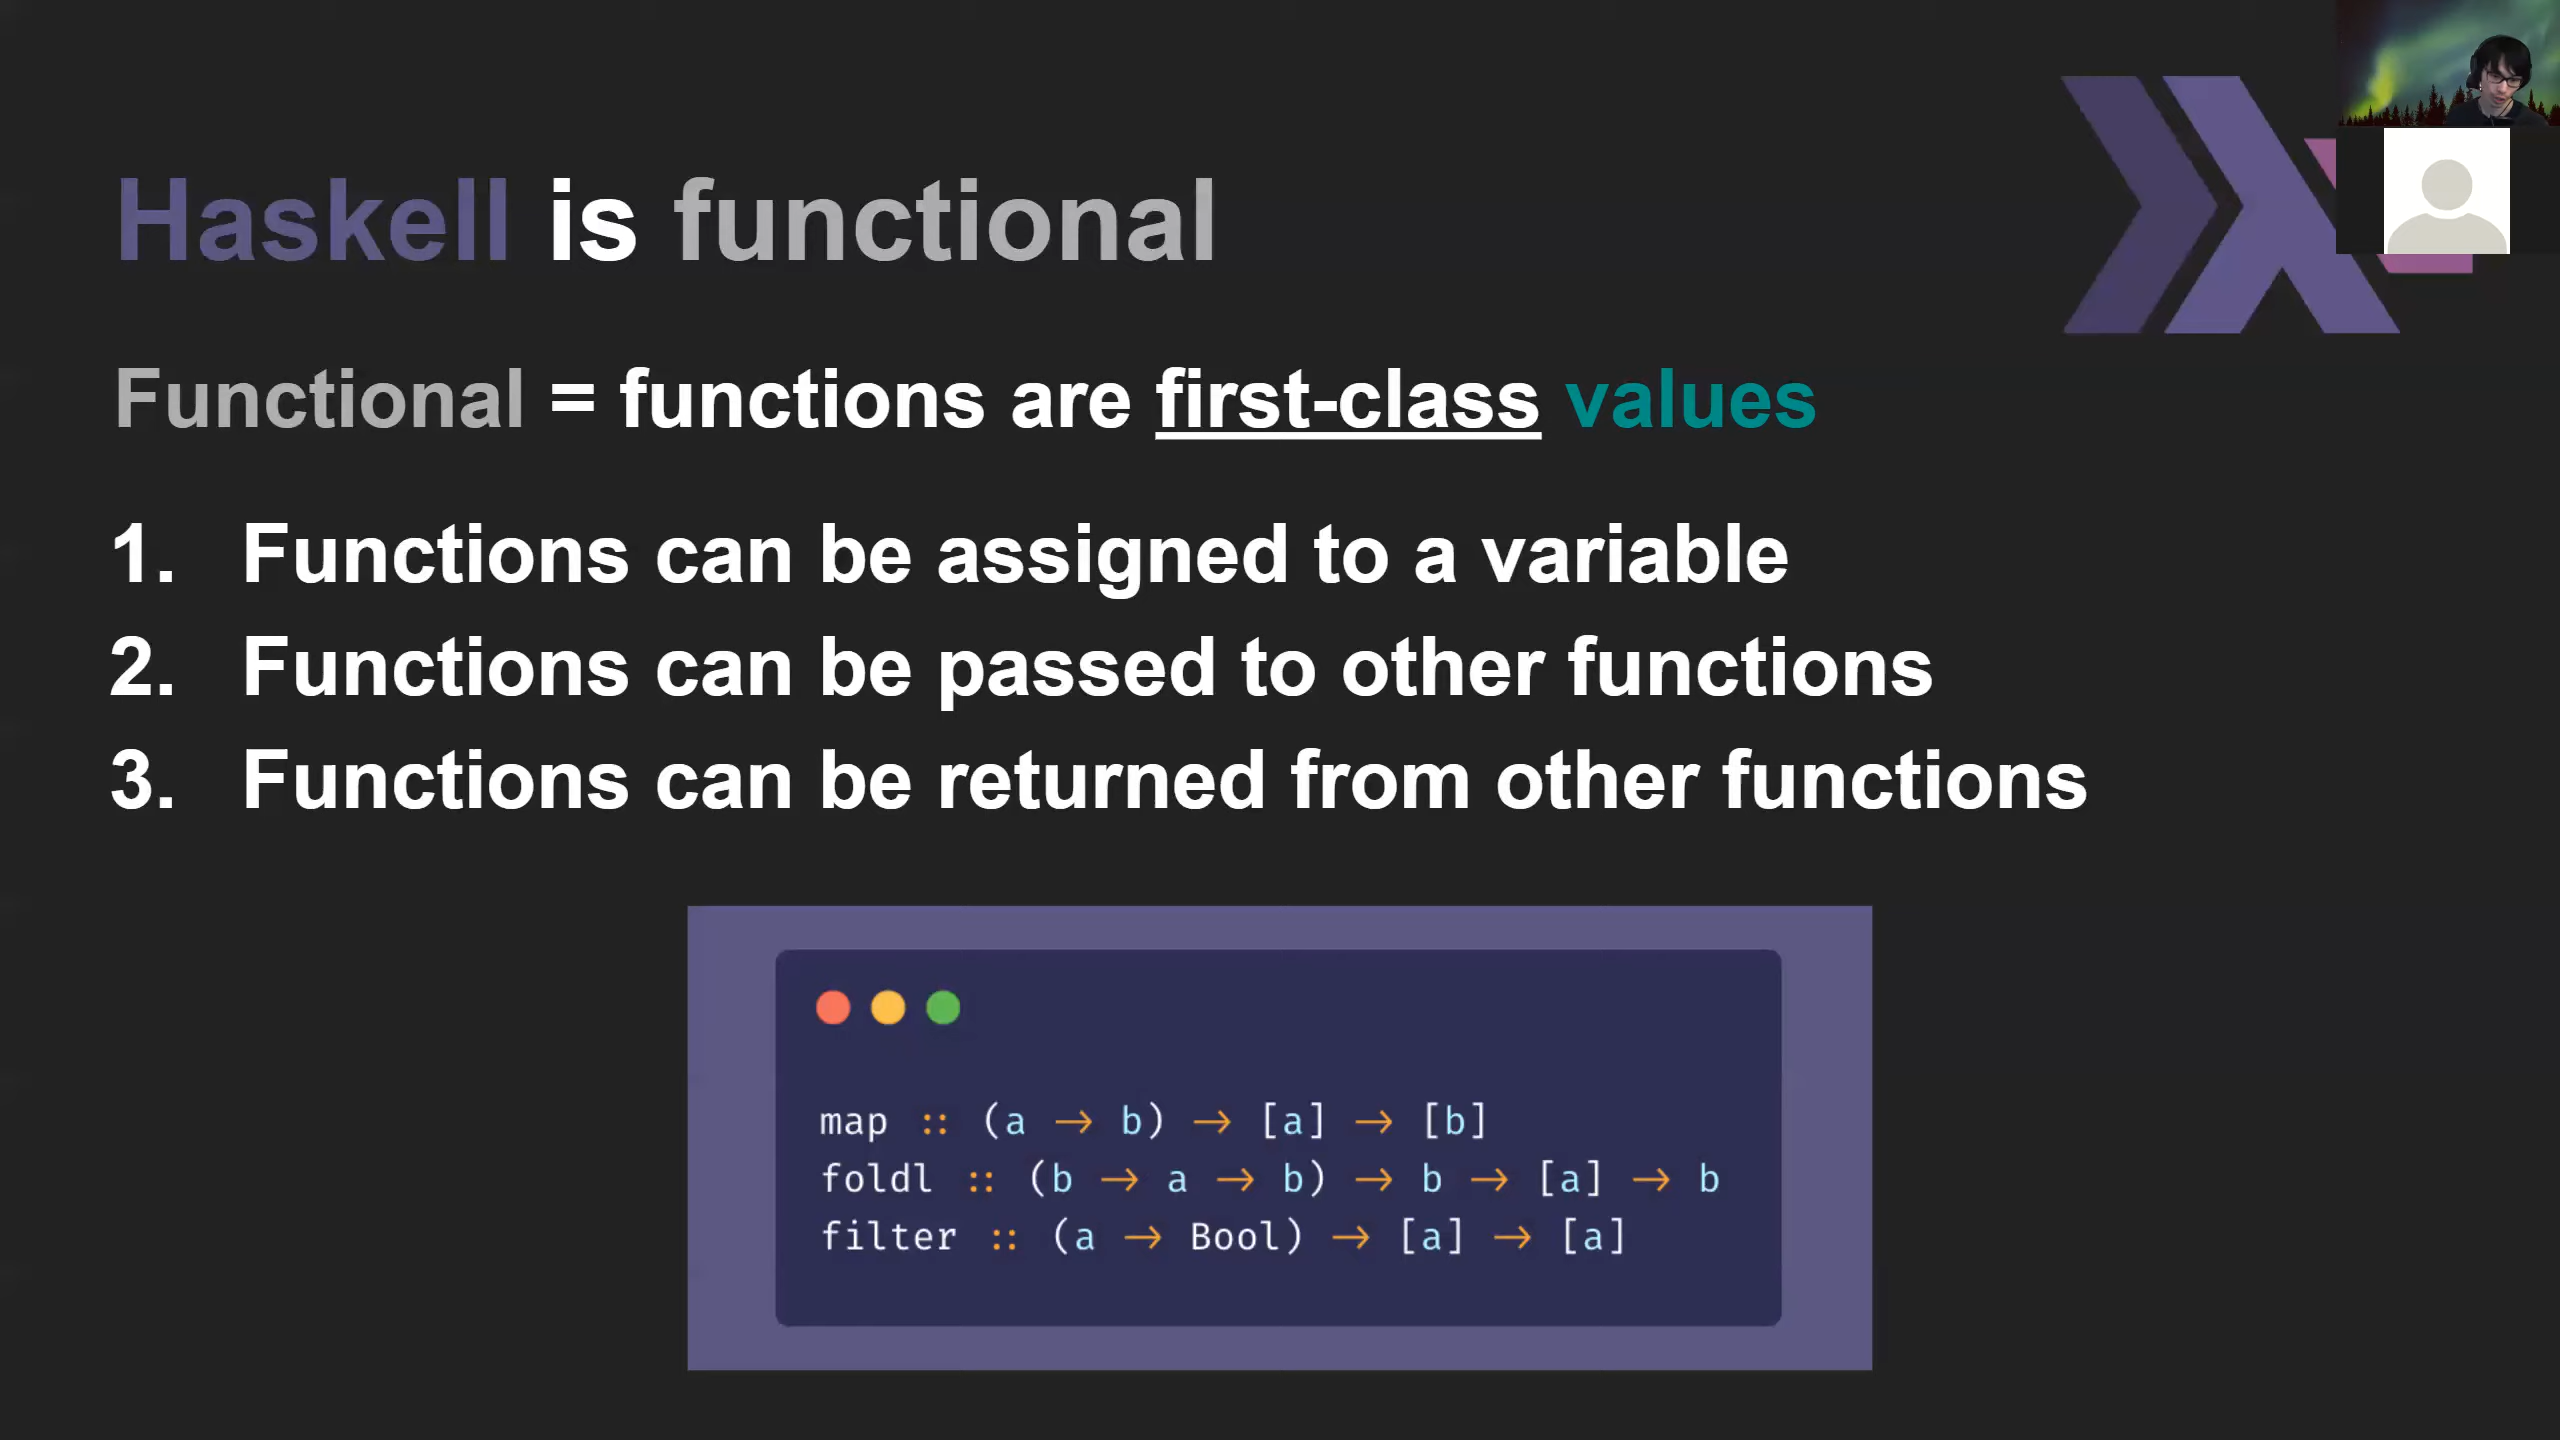 Haskell is functional
Functional = functions are first-class values
1. Functions can be assigned to a variable
2. Functions can be passed to other functions
3. Functions can be returned from other functions
map :: (a → b) → [a] → [b]
foldl :: (b → a → b) → b → [a] → b
filter :: (a → Bool) → [a] → [a]